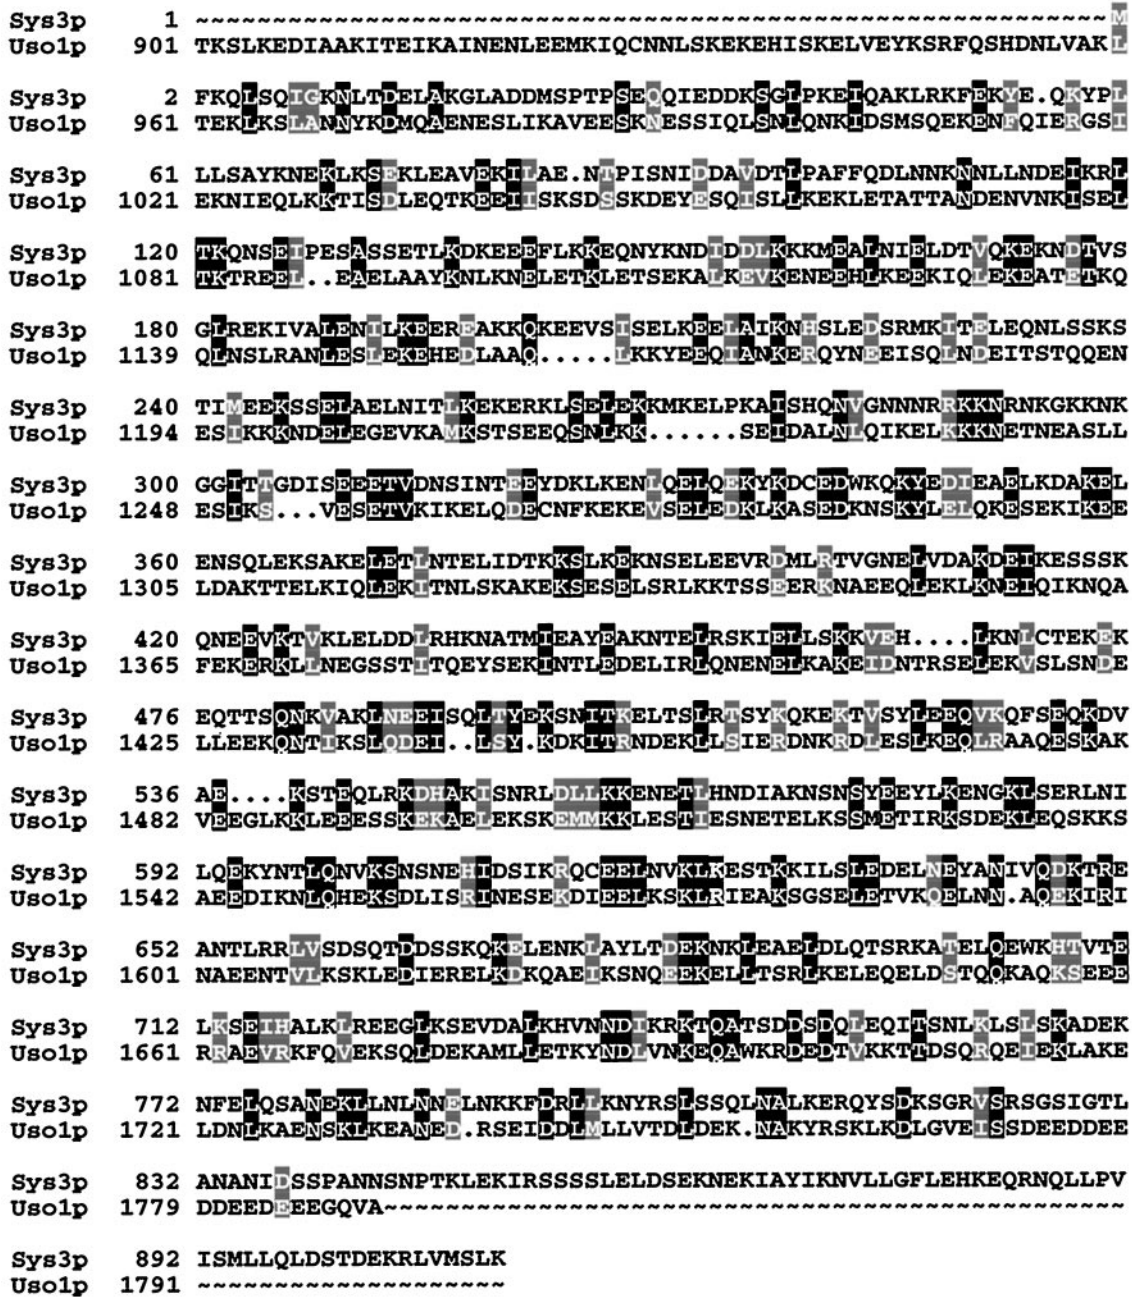 Sys3p 1 ~~~~~~~~~~~~~~~~~~~~~~~~~~~~~~~~~~~~~~~~~~~~~~~~~~~~~~~~~~~M
Uso1p 901 TKSLKEDIAAKITEIKAINENLEEMKIQCNNLSKEKEHISKELVEYKSRFQSHDNLVAKL
Sys3p 2 FKQLSQIGKNLTDELAKGLADDMSPTPSEQQIEDDKSGLPKEIQAKLRKFEKYE.QKYPL
Uso1p 961 TEKLKSLANNYKDMQAENESLIKAVEESKNESSIQLSNLQNKIDSMSQEKENFQIERGSI
Sys3p 61 LLSAYKNEKLKSEKLEAVEKILAE.NTPISNIDDAVDTLPAFFQDLNNKNNLLNDEIKRL
Uso1p 1021 EKNIEQLKKTISDLEQTKEEIISKSDSSKDEYESQISLLKEKLETATTANDENVNKISEL
Sys3p 120 TKQNSEIPESASSETLKDKEEEFLKKEQNYKNDIDDLKKKMEALNIELDTVQKEKNDTVS
Uso1p 1081 TKTREEL..EAELAAYKNLKNELETKLETSEKALKEVKENEEHLKEEKIQLEKEATETKQ
Sys3p 180 GLREKIVALENILKEEREAKKQKEEVSISELKEELAIKNHSLEDSRMKITELEQNLSSKS
Uso1p 1139 QLNSLRANLESLEKEHEDLAAQ.....LKKYEEQIANKERQYNEEISQLNDEITSTQQEN
Sys3p 240 TIMEEKSSELAELNITLKEKERKLSELEKKMKELPKAISHQNVGNNNRRKKNRNKGKKNK
Uso1p 1194 ESIKKKNDELEGEVKAMKSTSEEQSNLKK......SEIDALNLQIKELKKKNETNEASLL
Sys3p 300 GGITTGDISEEETVDNSINTEEYDKLKENLQELQEKYKDCEDWKQKYEDIEAELKDAKEL
Uso1p 1248 ESIKS...VESETVKIKELQDECNFKEKEVSELEDKLKASEDKNSKYLELQKESEKIKEE
Sys3p 360 ENSQLEKSAKELETLNTELIDTKKSLKEKNSELEEVRDMLRTVGNELVDAKDEIKESSSK
Uso1p 1305 LDAKTTELKIQLEKITNLSKAKEKSESELSRLKKTSSEERKNAEEQLEKLKNEIQIKNQA
Sys3p 420 QNEEVKTVKLELDDLRHKNATMIEAYEAKNTELRSKIELLSKKVEH....LKNLCTEKEK
Uso1p 1365 FEKERKLLNEGSSTITQEYSEKINTLEDELIRLQNENELKAKEIDNTRSELEKVSLSNDE
Sys3p 476 EQTTSQNKVAKLNEEISQLTYEKSNITKELTSLRTSYKQKEKTVSYLEEQVKQFSEQKDV
Uso1p 1425 LLEEKQNTIKSLQDEI..LSY.KDKITRNDEKLLSIERDNKRDLESLKEQLRAAQESKAK
Sys3p 536 AE....KSTEQLRKDHAKISNRLDLLKKENETLHNDIAKNSNSYEEYLKENGKLSERLNI
Uso1p 1482 VEEGLKKLEEESSKEKAELEKSKEMMKKLESTIESNETELKSSMETIRKSDEKLEQSKKS
Sys3p 592 LQEKYNTLQNVKSNSNEHIDSIKRQCEELNVKLKESTKKILSLEDELNEYANIVQDKTRE
Uso1p 1542 AEEDIKNLQHEKSDLISRINESEKDIEELKSKLRIEAKSGSELETVKQELNN.AQEKIRI
Sys3p 652 ANTLRRLVSDSQTDDSSKQKELENKLAYLTDEKNKLEAELDLQTSRKATELQEWKHTVTE
Uso1p 1601 NAEENTVLKSKLEDIERELKDKQAEIKSNQEEKELLTSRLKELEQELDSTQQKAQKSEEE
Sys3p 712 LKSEIHALKLREEGLKSEVDALKHVNNDIKRKTQATSDDSDQLEQITSNLKLSLSKADEK
Uso1p 1661 RRAEVRKFQVEKSQLDEKAMLLETKYNDLVNKEQAWKRDEDTVKKTTDSQRQEIEKLAKE
Sys3p 772 NFELQSANEKLLNLNNELNKKFDRLLKNYRSLSSQLNALKERQYSDKSGRVSRSGSIGTL
Uso1p 1721 LDNLKAENSKLKEANED.RSEIDDLMLLVTDLDEK.NAKYRSKLKDLGVEISSDEEDDEE
Sys3p 832 ANANIDSSPANNSNPTKLEKIRSSSSLELDSEKNEKIAYIKNVLLGFLEHKEQRNQLLPV
Uso1p 1779 DDEEDEEEGQVA~~~~~~~~~~~~~~~~~~~~~~~~~~~~~~~~~~~~~~~~~~~~~~~~
Sys3p 892 ISMLLQLDSTDEKRLVMSLK
Uso1p 1791 ~~~~~~~~~~~~~~~~~~~~